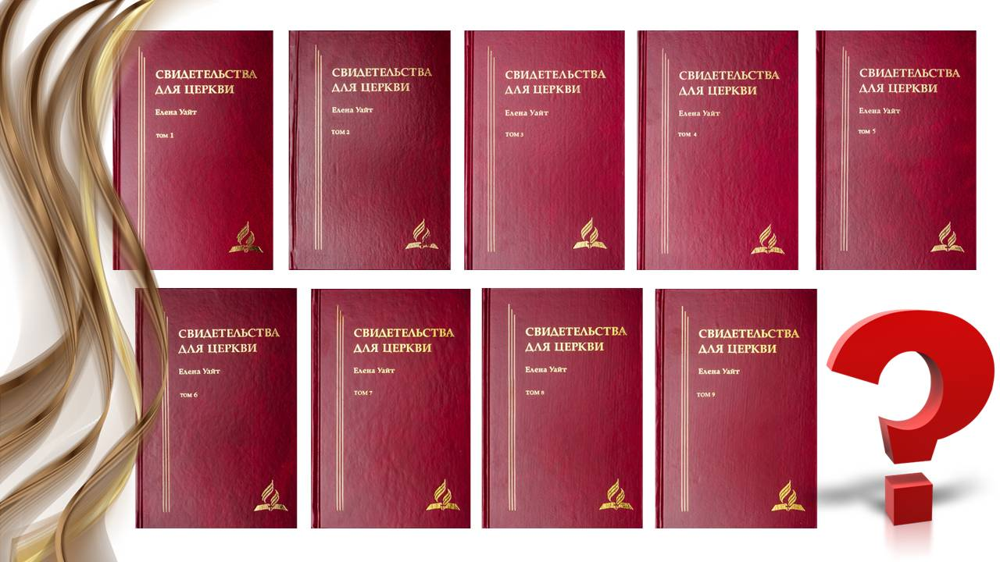 СВИДЕТЕЛЬСТВА
ДЛЯ ЦЕРКВИ
Елена Уайт
ТОМ 1
СВИДЕТЕЛЬСТВА
ДЛЯ ЦЕРКВИ
Елена Уайт
ТОМ 2
СВИДЕТЕЛЬСТВА
ДЛЯ ЦЕРКВИ
Елена Уайт
ТОМ 3
СВИДЕТЕЛЬСТВА
ДЛЯ ЦЕРКВИ
Елена Уайт
ТОМ 4
СВИДЕТЕЛЬСТВА
ДЛЯ ЦЕРКВИ
Елена Уайт
ТОМ 5
СВИДЕТЕЛЬСТВА
ДЛЯ ЦЕРКВИ
Елена Уайт
ТОМ 6
СВИДЕТЕЛЬСТВА
ДЛЯ ЦЕРКВИ
Елена Уайт
ТОМ 7
СВИДЕТЕЛЬСТВА
ДЛЯ ЦЕРКВИ
Елена Уайт
ТОМ 8
СВИДЕТЕЛЬСТВА
ДЛЯ ЦЕРКВИ
Елена Уайт
ТОМ 9
?